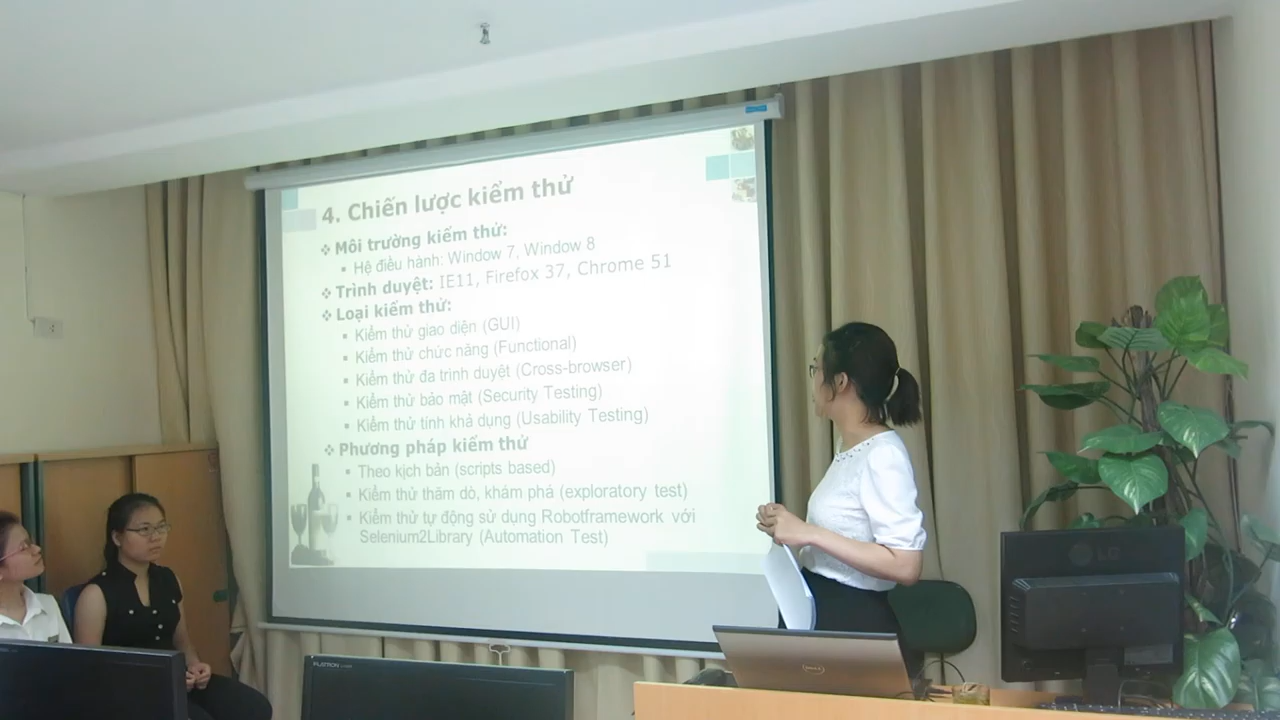 4. Chiến lược kiểm thử
❖ Môi trường kiểm thử:
▪ Hệ điều hành: Window 7, Window 8
❖ Trình duyệt: IE11, Firefox 37, Chrome 51
❖ Loại kiểm thử:
▪ Kiểm thử giao diện (GUI)
▪ Kiểm thử chức năng (Functional)
▪ Kiểm thử đa trình duyệt (Cross-browser)
▪ Kiểm thử bảo mật (Security Testing)
▪ Kiểm thử tính khả dụng (Usability Testing)
❖ Phương pháp kiểm thử
▪ Theo kịch bản (scripts based)
▪ Kiểm thử thăm dò, khám phá (exploratory test)
▪ Kiểm thử tự động sử dụng Robotframework với
Selenium2Library (Automation Test)
LG
DELL